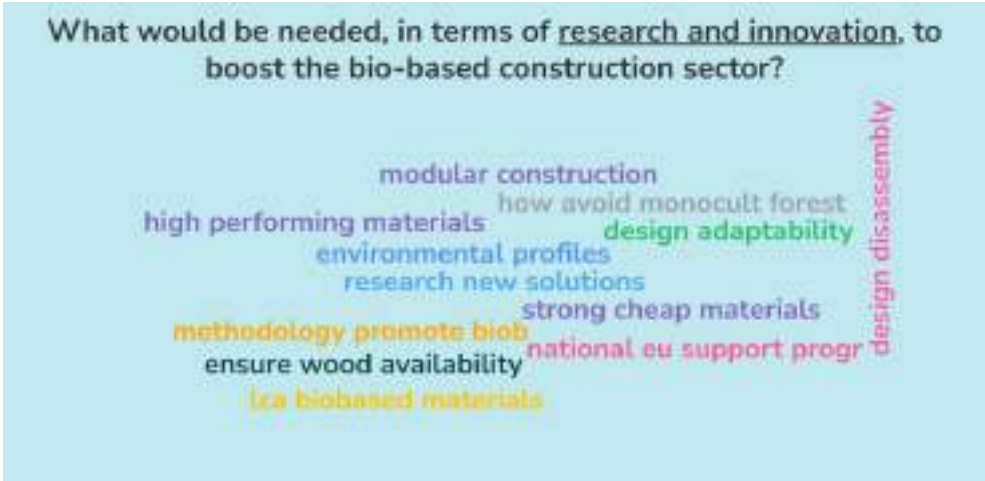 What would be needed, in terms of research and innovation, to
boost the bio-based construction sector?
modular construction
how avoid monocult forest
high performing materials
design adaptability
environmental profiles
research new solutions
strong cheap materials
methodology promote biob
national eu support progr
ensure wood availability
lca biobased materials
design disassembly